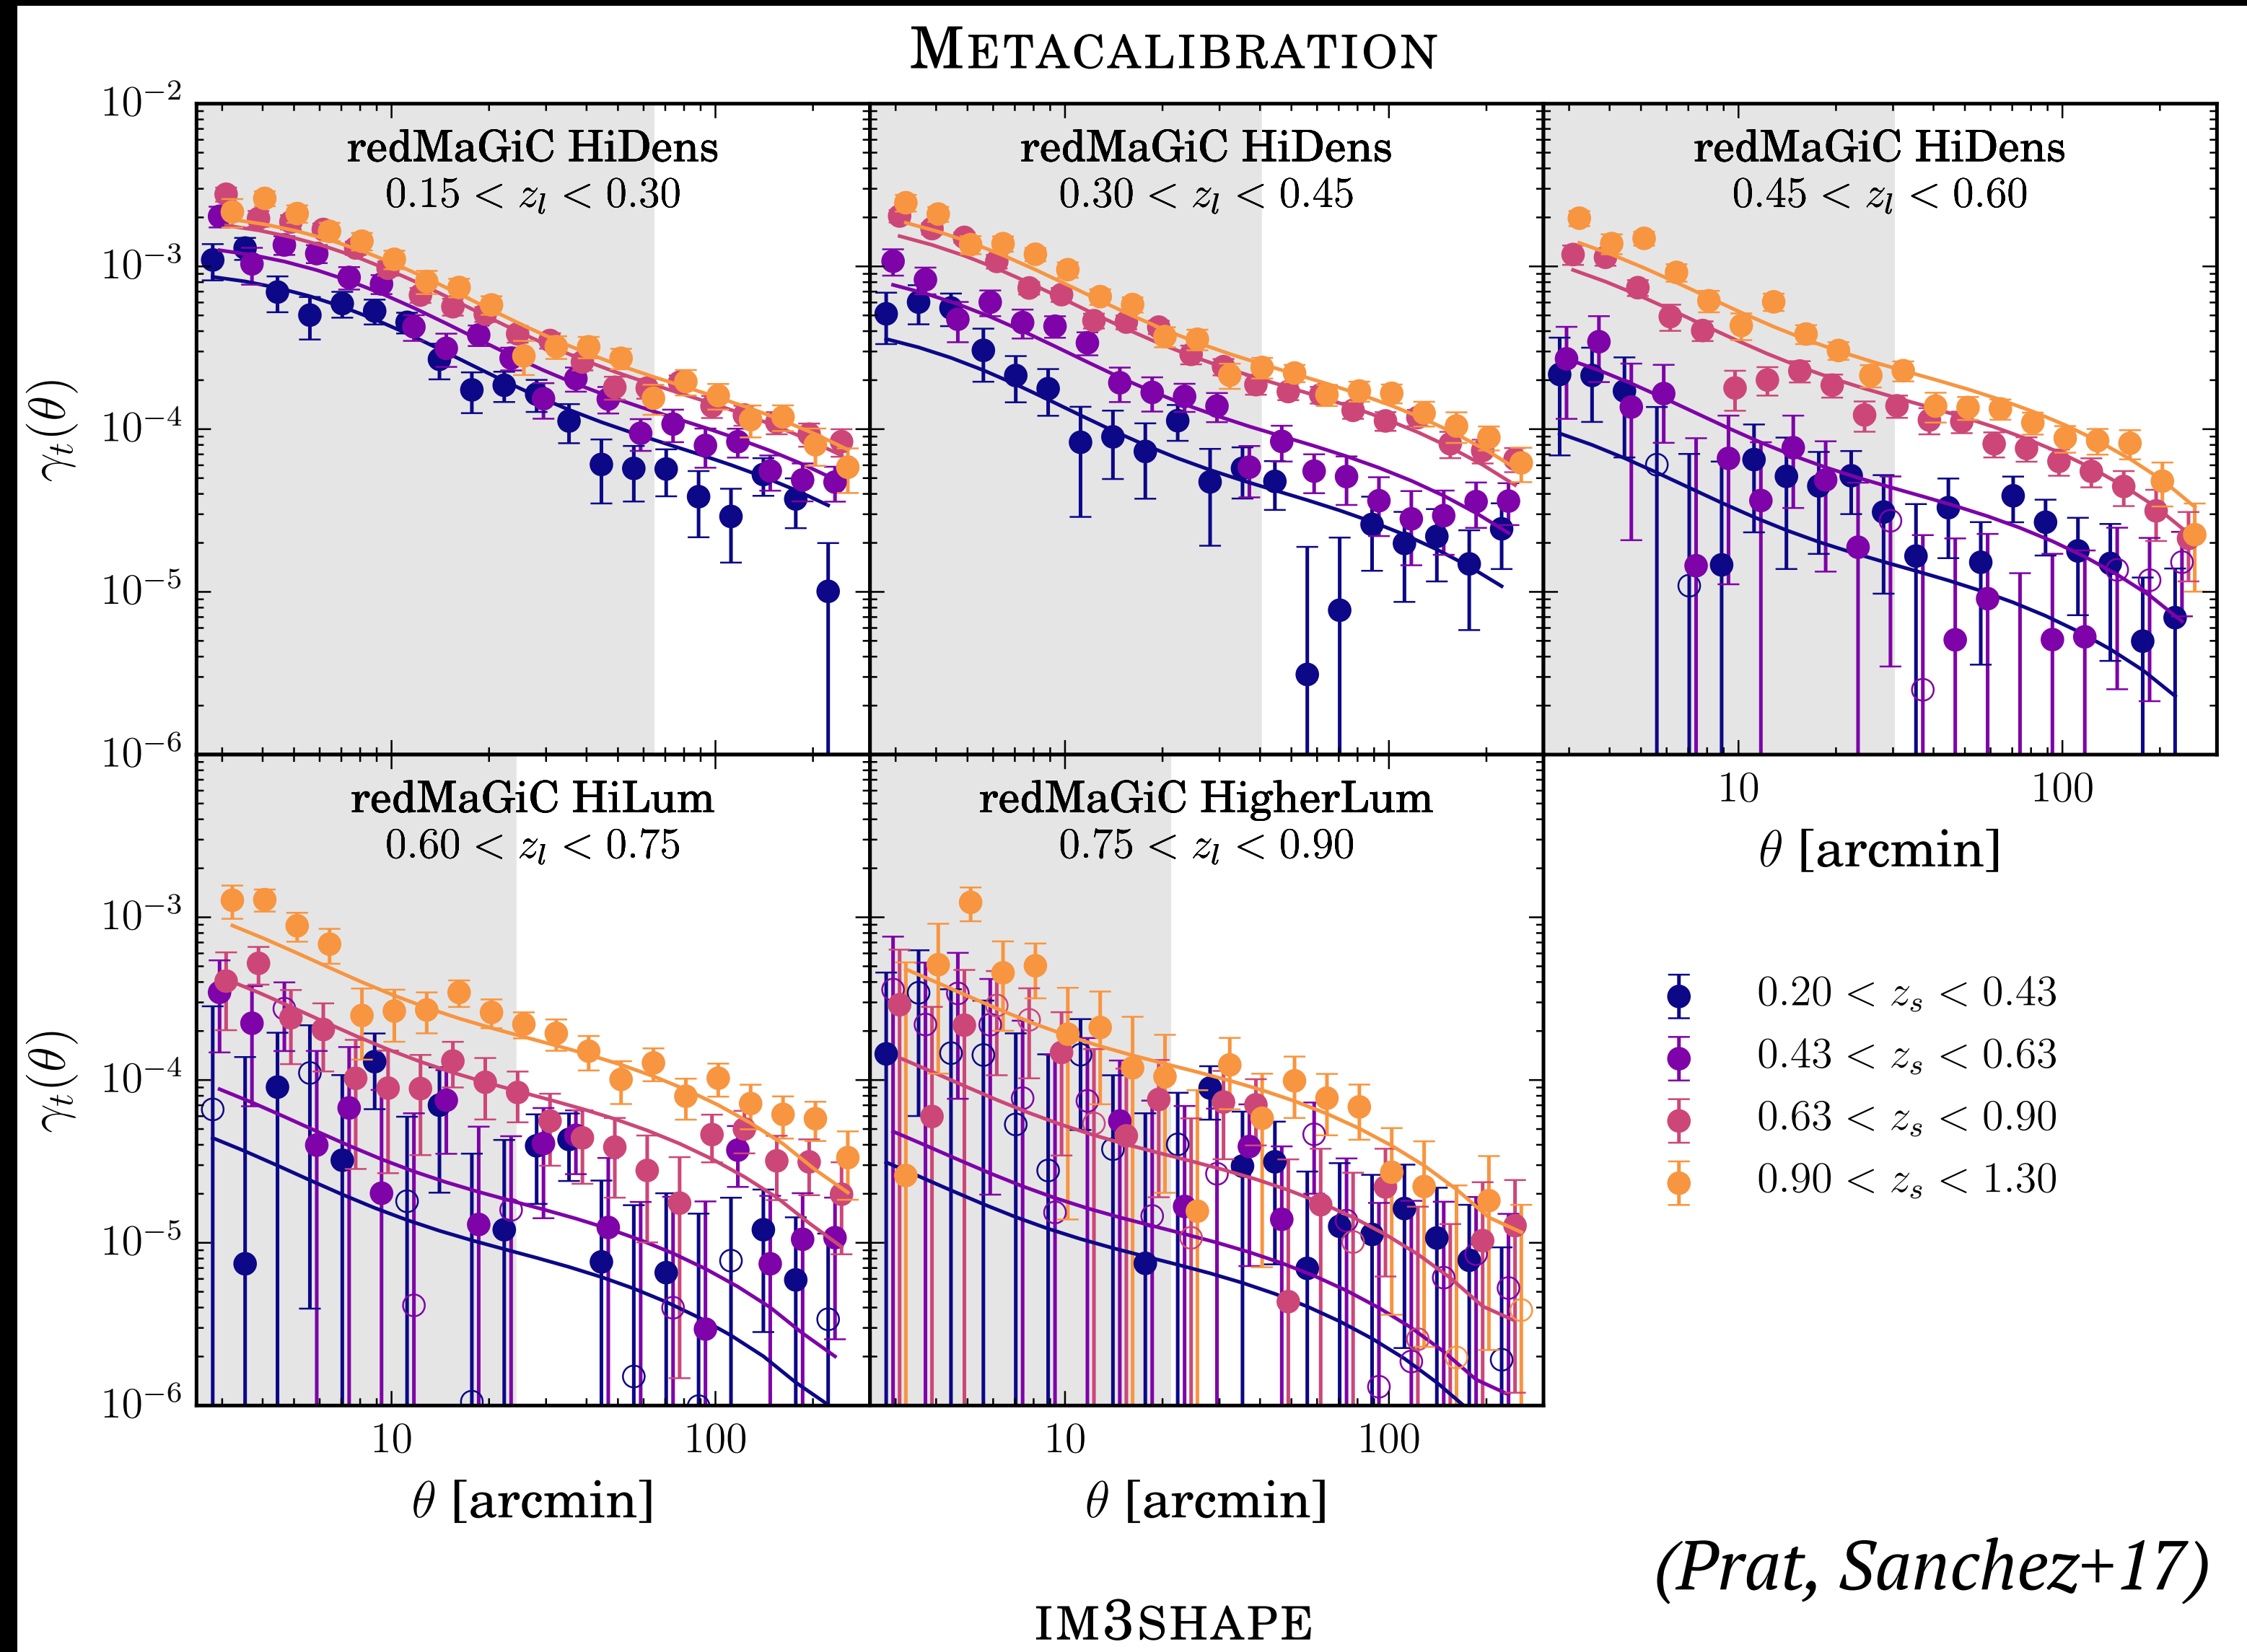 METACALIBRATION
redMaGiC HiDens
0.15 < z_l < 0.30
redMaGiC HiDens
0.30 < z_l < 0.45
redMaGiC HiDens
0.45 < z_l < 0.60
γ_t(θ)
10^−2
10^−3
10^−4
10^−5
10^−6
10 100
θ [arcmin]
redMaGiC HiLum
0.60 < z_l < 0.75
redMaGiC HigherLum
0.75 < z_l < 0.90
γ_t(θ)
10^−3
10^−4
10^−5
10^−6
10 100
θ [arcmin]
10 100
θ [arcmin]
0.20 < z_s < 0.43
0.43 < z_s < 0.63
0.63 < z_s < 0.90
0.90 < z_s < 1.30
(Prat, Sanchez+17)
IM3SHAPE